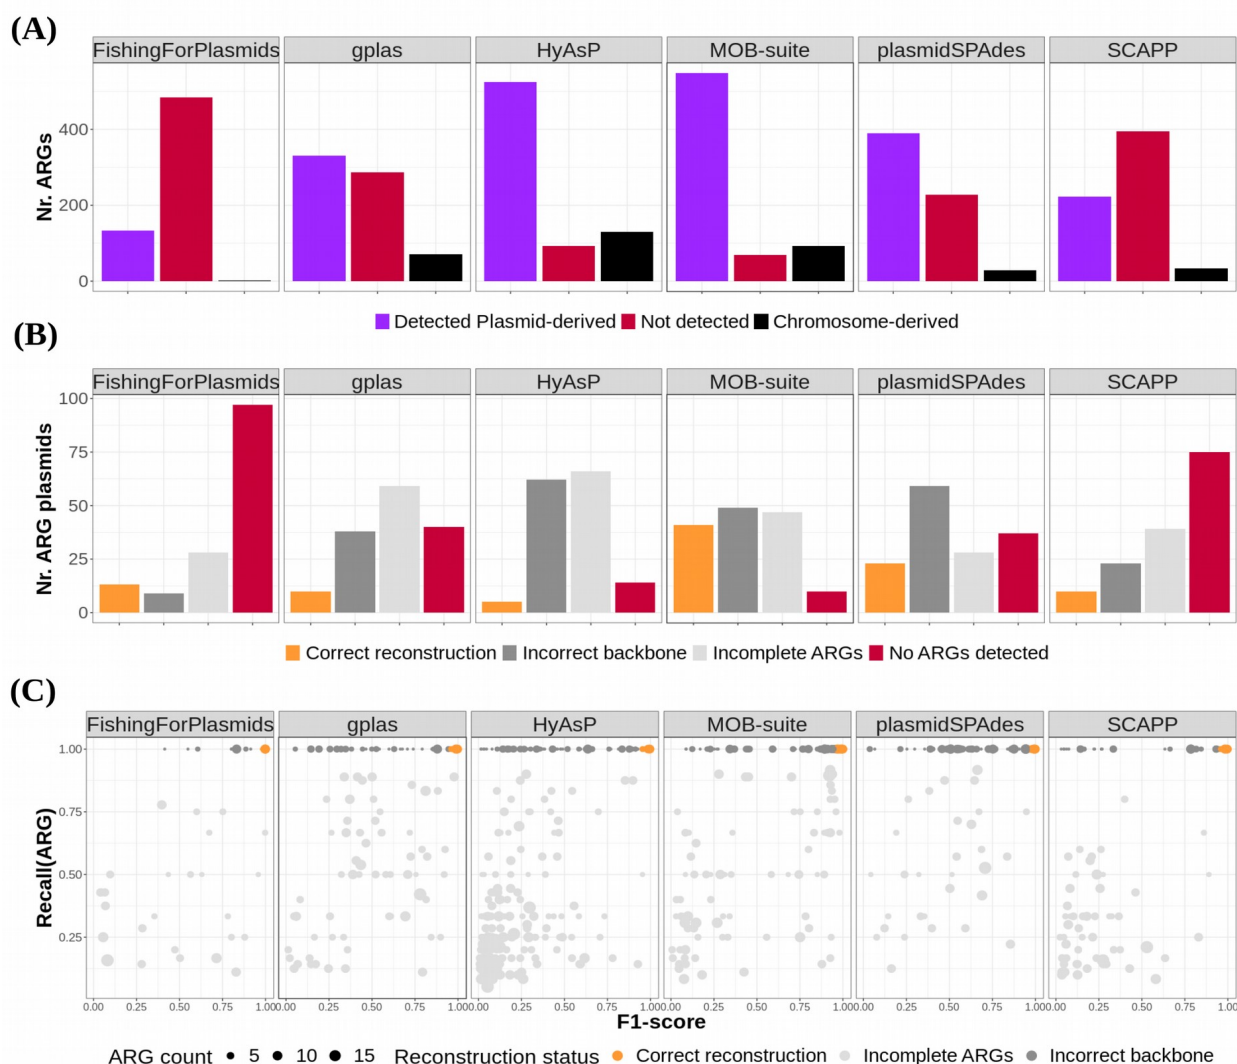 (A)
FishingForPlasmids gplas HyAsP MOB-suite plasmidSPAdes SCAPP
Nr. ARGs
400
200
0
Detected Plasmid-derived Not detected Chromosome-derived
(B)
FishingForPlasmids gplas HyAsP MOB-suite plasmidSPAdes SCAPP
Nr. ARG plasmids
100
75
50
25
0
Correct reconstruction Incorrect backbone Incomplete ARGs No ARGs detected
(C)
FishingForPlasmids gplas HyAsP MOB-suite plasmidSPAdes SCAPP
Recall(ARG)
1.00
0.75
0.50
0.25
0.00 0.25 0.50 0.75 1.00 0.00 0.25 0.50 0.75 1.00 0.00 0.25 0.50 0.75 1.00 0.00 0.25 0.50 0.75 1.00 0.00 0.25 0.50 0.75 1.00 0.00 0.25 0.50 0.75 1.00
F1-score
ARG count 5 10 15 Reconstruction status Correct reconstruction Incomplete ARGs Incorrect backbone